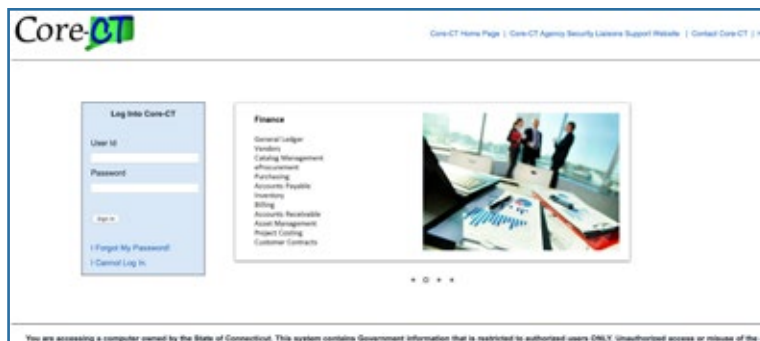 Core-CT
Core-CT Home Page | Core-CT Agency Security Liaisons Support Website | Contact Core-CT |
Log Into Core-CT
User Id
Password
Sign In
I Forgot My Password!
I Cannot Log In.
Finance
General Ledger
Vendors
Catalog Management
eProcurement
Purchasing
Accounts Payable
Inventory
Billing
Accounts Receivable
Asset Management
Project Costing
Customer Contracts
You are accessing a computer owned by the State of Connecticut. This system contains Government information that is restricted to authorized users ONLY. Unauthorized access or misuse of the